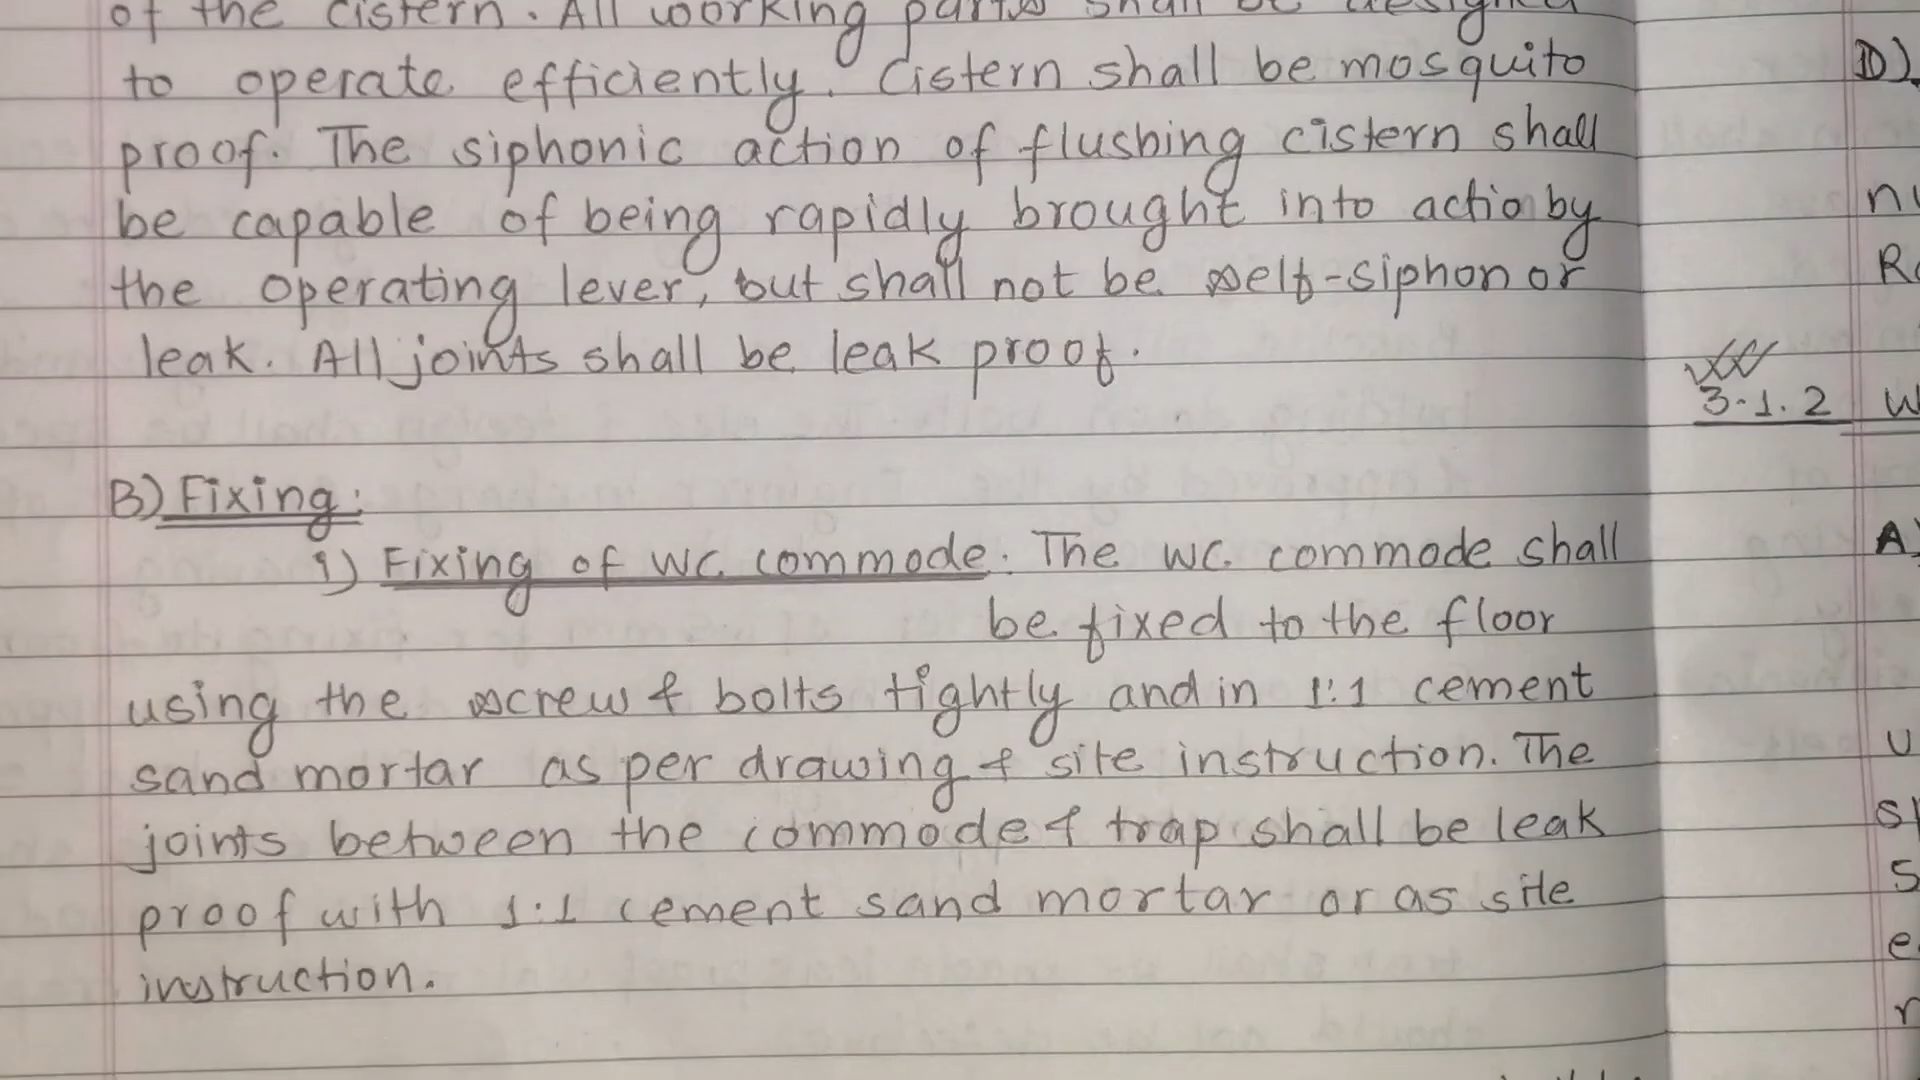 of the cistern. All working parts shall be designed
to operate efficiently. Cistern shall be mosquito
proof. The siphonic action of flushing cistern shall
be capable of being rapidly brought into actio by
the operating lever, but shall not be self-siphon or
leak. All joints shall be leak proof.
B) Fixing:
i) Fixing of WC commode. The WC. commode shall
be fixed to the floor
using the screw & bolts tightly and in 1:1 cement
sand mortar as per drawing & site instruction. The
joints between the commode & trap shall be leak
proof with 1:1 cement sand mortar or as site
instruction.
D)
3.1.2
A)